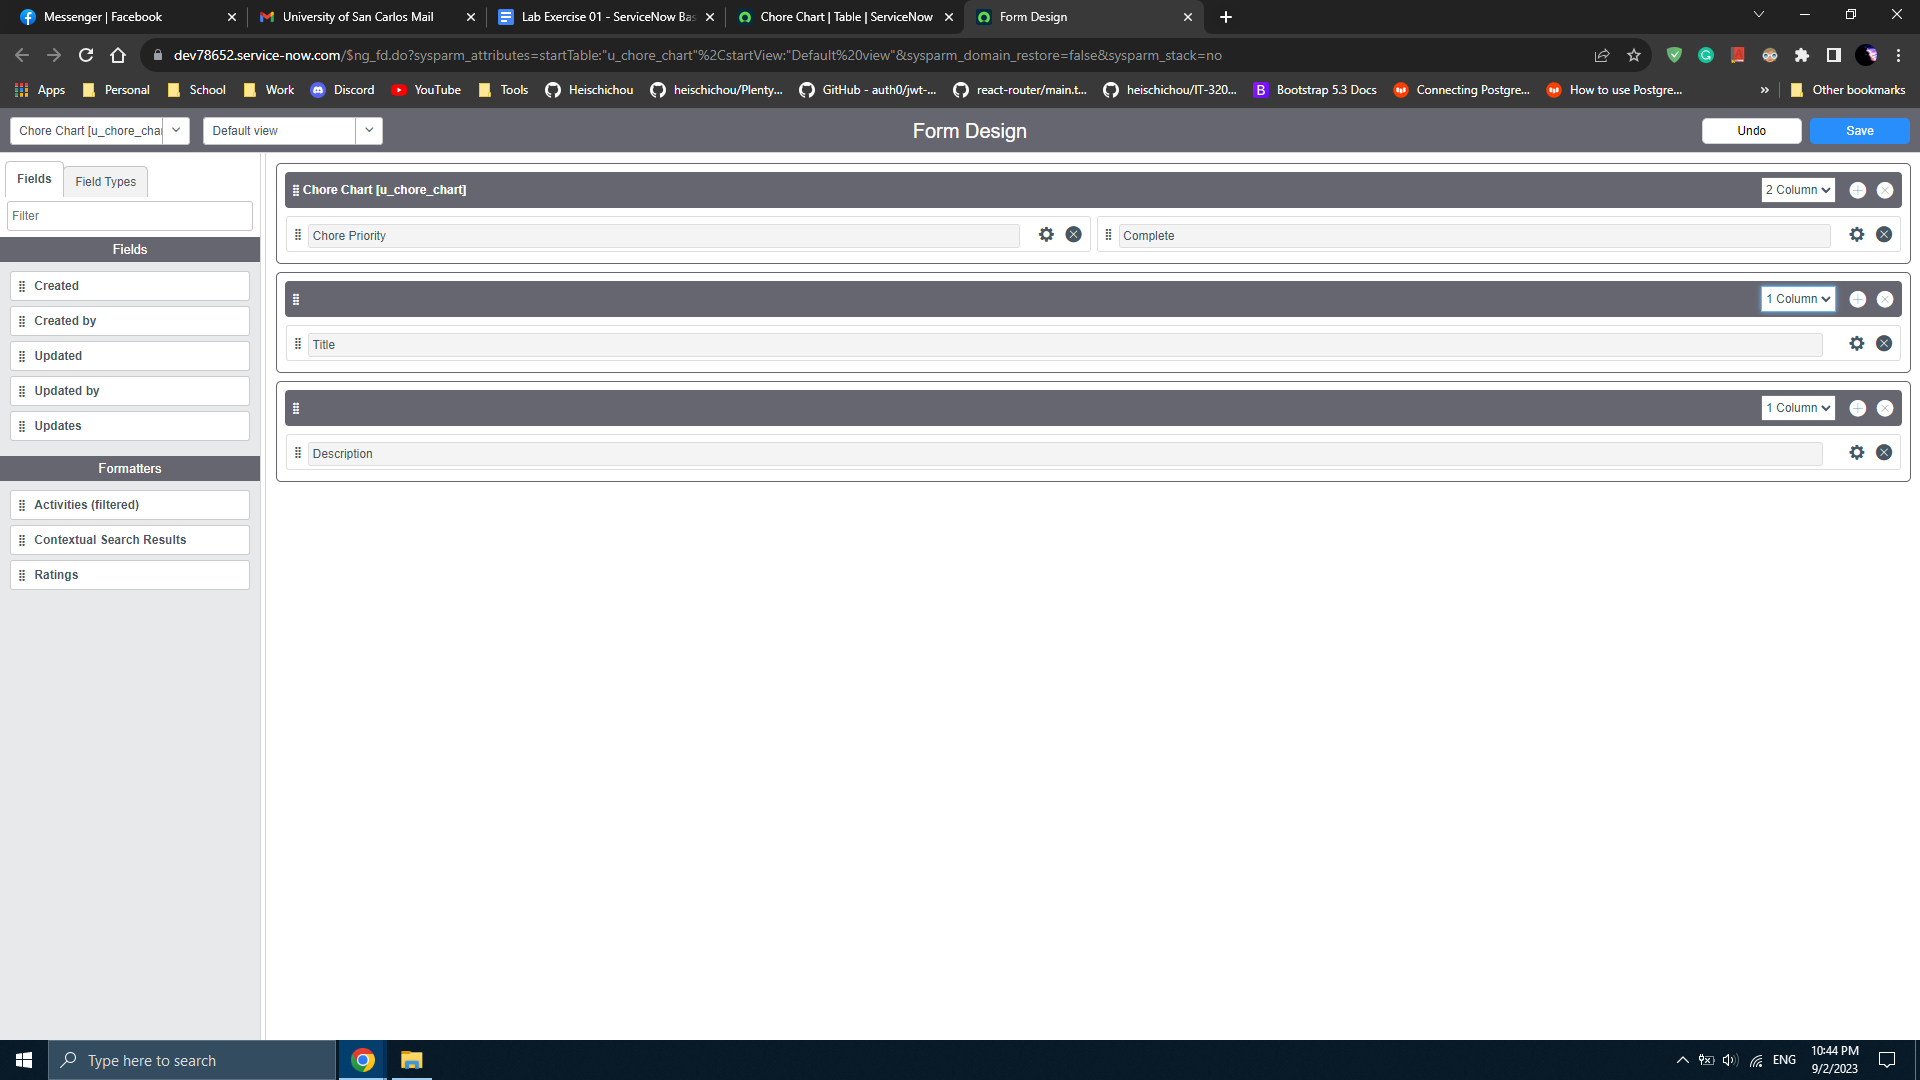 Messenger | Facebook
University of San Carlos Mail
Lab Exercise 01 - ServiceNow Bas
Chore Chart | Table | ServiceNow
Form Design
dev78652.service-now.com/$ng_fd.do?sysparm_attributes=startTable:"u_chore_chart"%2CstartView:"Default%20view"&sysparm_domain_restore=false&sysparm_stack=no
Apps
Personal
School
Work
Discord
YouTube
Tools
Heischichou
heischichou/Plenty...
GitHub - auth0/jwt-...
react-router/main.t...
heischichou/IT-320...
B
Bootstrap 5.3 Docs
Connecting Postgre...
How to use Postgre...
»
Other bookmarks
Chore Chart [u_chore_char
Default view
Form Design
Undo
Save
Fields
Field Types
Filter
Fields
Created
Created by
Updated
Updated by
Updates
Formatters
Activities (filtered)
Contextual Search Results
Ratings
Chore Chart [u_chore_chart]
2 Column
Chore Priority
Complete
1 Column
Title
1 Column
Description
Type here to search
ENG
10:44 PM
9/2/2023